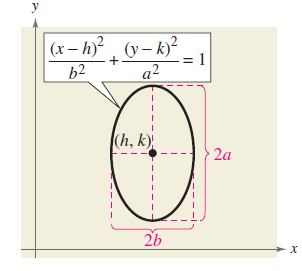 y
(x – h)² + (y – k)² = 1
b² a²
(h, k)
2a
2b
x